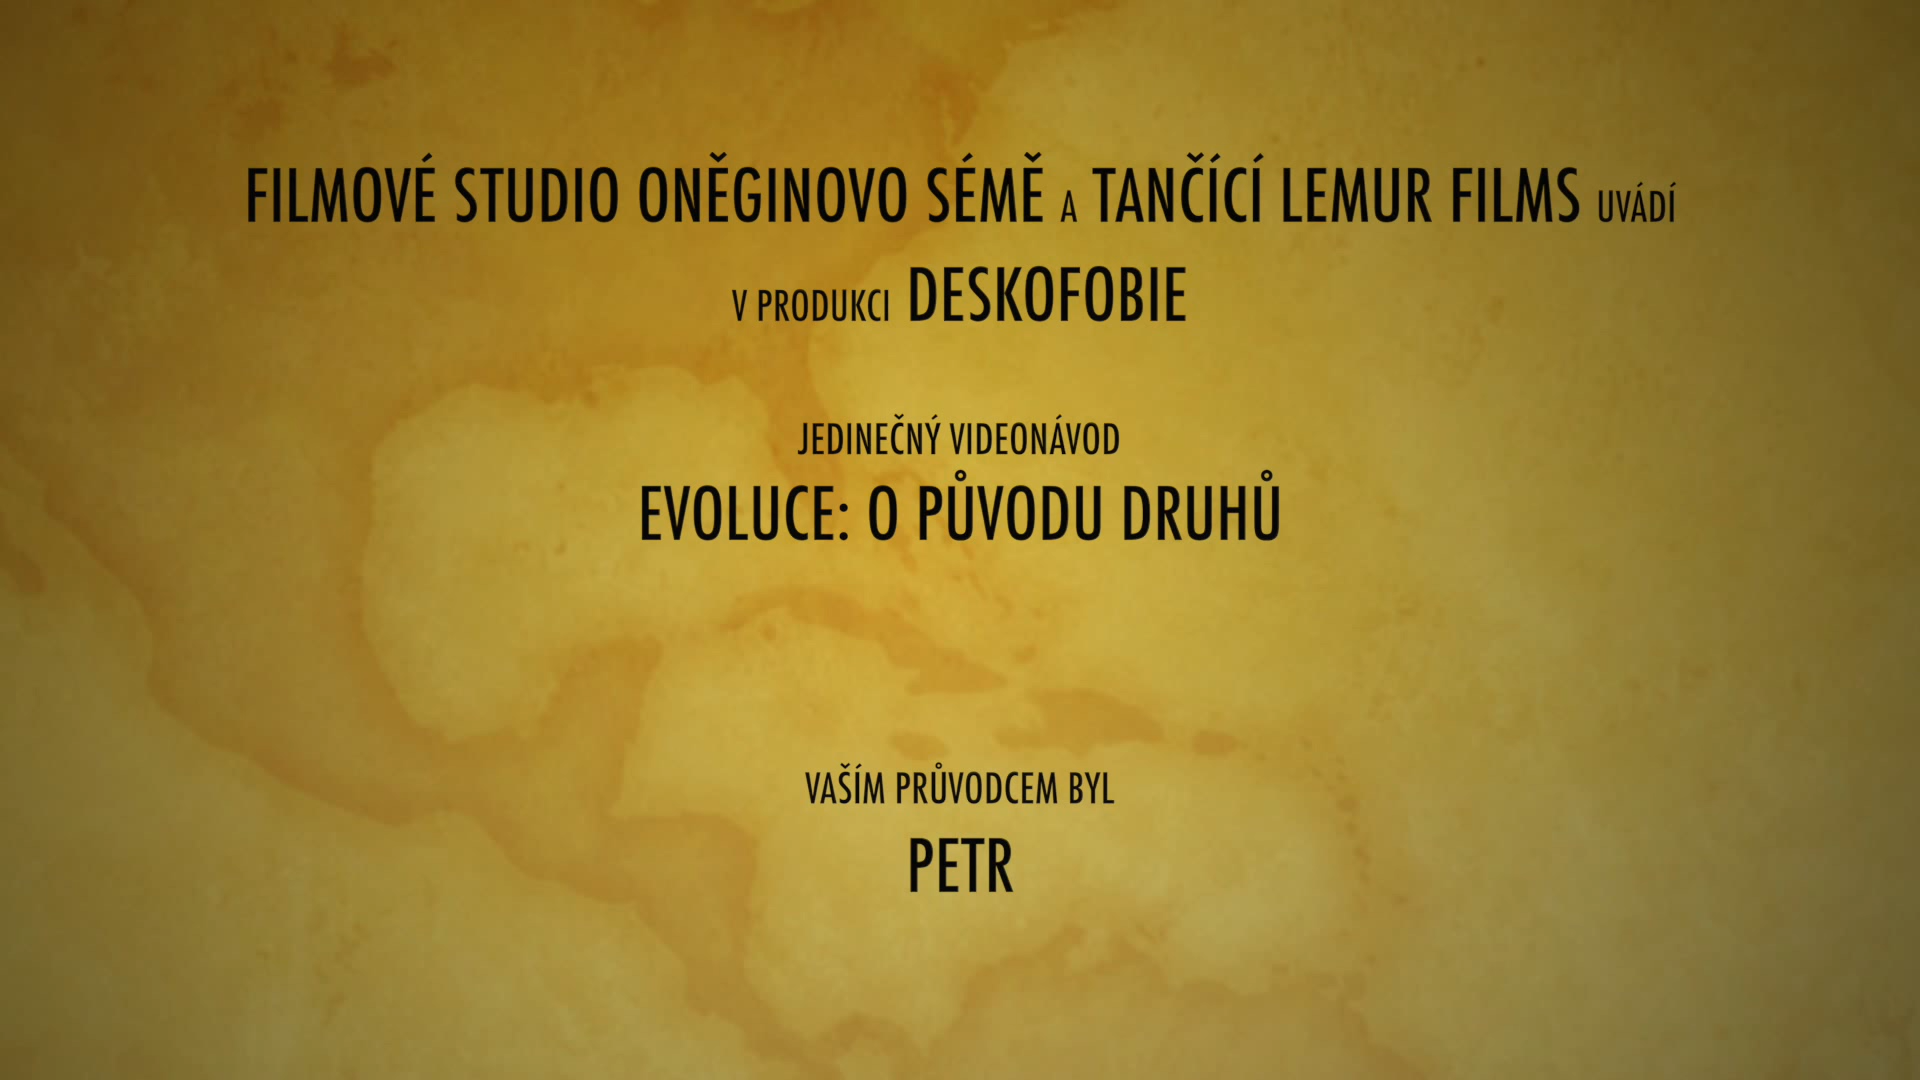 FILMOVÉ STUDIO ONĚGINOVO SÉMĚ A TANČÍCÍ LEMUR FILMS UVÁDÍ
V PRODUKCI DESKOFOBIE
JEDINEČNÝ VIDEONÁVOD
EVOLUCE: O PŮVODU DRUHŮ
VAŠÍM PRŮVODCEM BYL
PETR